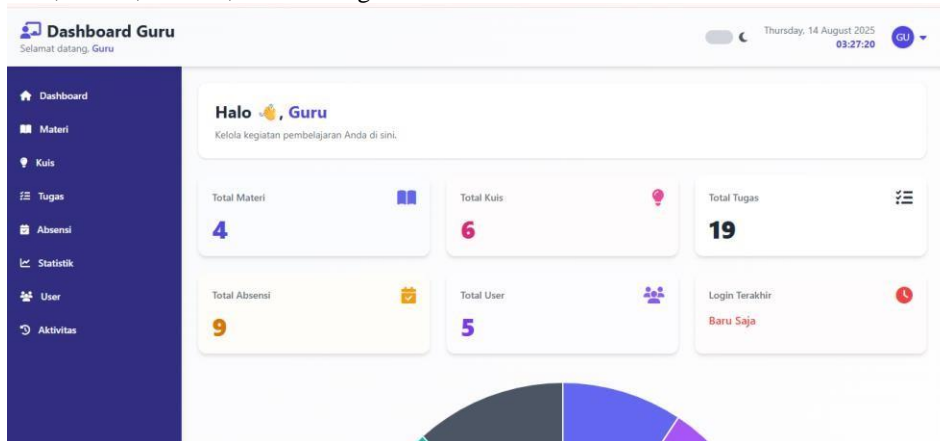 Dashboard Guru
Selamat datang, Guru
Thursday, 14 August 2025
03:27:20
GU
Dashboard
Materi
Kuis
Tugas
Absensi
Statistik
User
Aktivitas
Halo 👋, Guru
Kelola kegiatan pembelajaran Anda di sini.
Total Materi
4
Total Kuis
6
Total Tugas
19
Total Absensi
9
Total User
5
Login Terakhir
Baru Saja